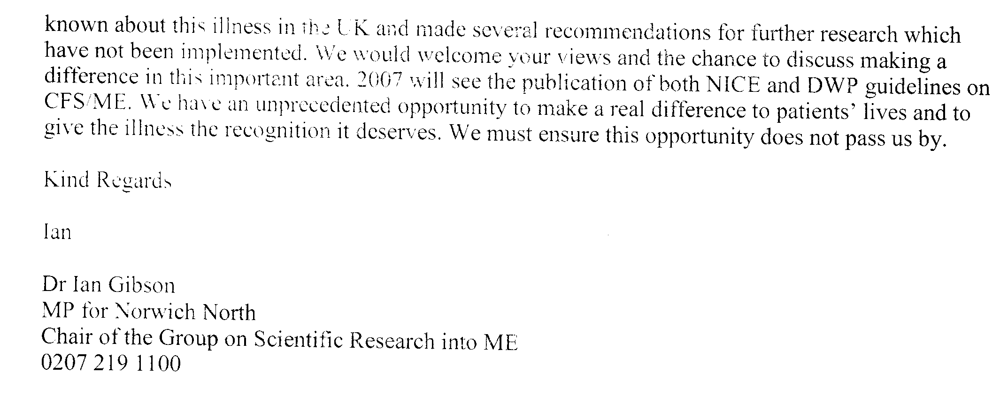 known about this illness in the UK and made several recommendations for further research which
have not been implemented. We would welcome your views and the chance to discuss making a
difference in this important area. 2007 will see the publication of both NICE and DWP guidelines on
CFS/ME. We have an unprecedented opportunity to make a real difference to patients' lives and to
give the illness the recognition it deserves. We must ensure this opportunity does not pass us by.
Kind Regards
Ian
Dr Ian Gibson
MP for Norwich North
Chair of the Group on Scientific Research into ME
0207 219 1100